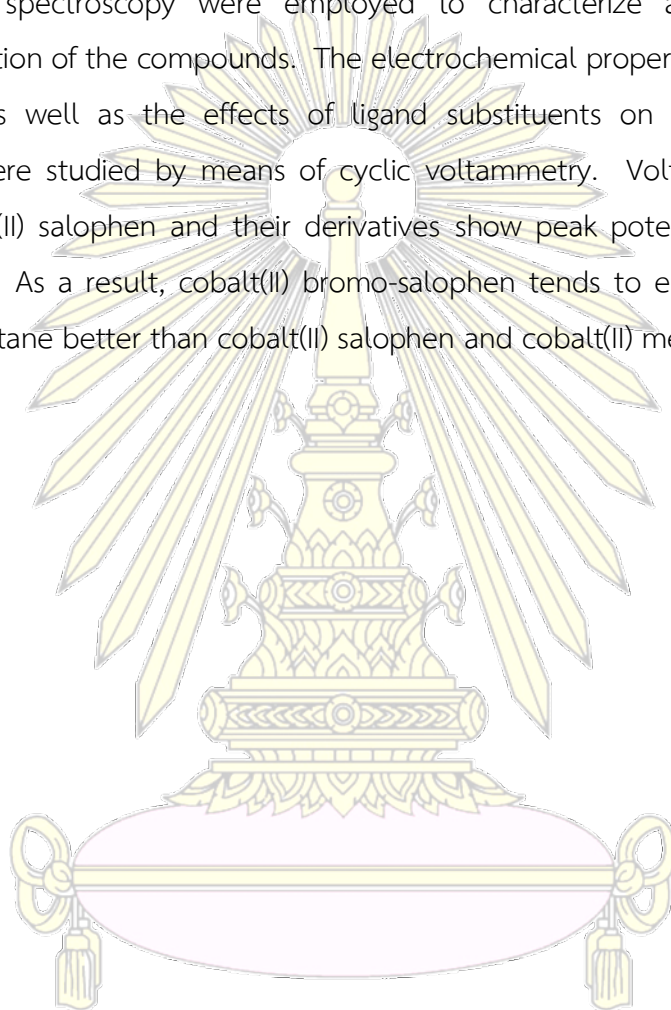 spectroscopy were employed to characterize
tion of the compounds. The electrochemical proper
s well as the effects of ligand substituents on
ere studied by means of cyclic voltammetry. Vol
(II) salophen and their derivatives show peak pote
As a result, cobalt(II) bromo-salophen tends to e
tane better than cobalt(II) salophen and cobalt(II) me